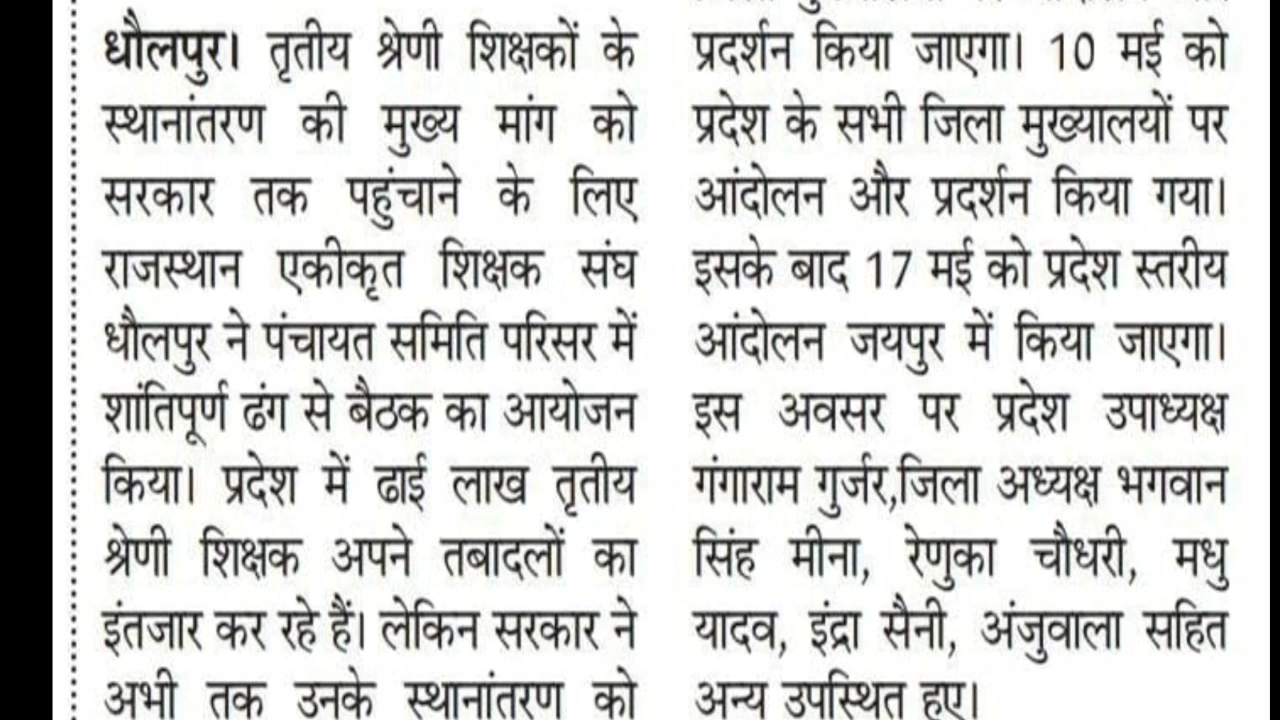 धौलपुर। तृतीय श्रेणी शिक्षकों के
स्थानांतरण की मुख्य मांग को
सरकार तक पहुंचाने के लिए
राजस्थान एकीकृत शिक्षक संघ
धौलपुर ने पंचायत समिति परिसर में
शांतिपूर्ण ढंग से बैठक का आयोजन
किया। प्रदेश में ढाई लाख तृतीय
श्रेणी शिक्षक अपने तबादलों का
इंतजार कर रहे हैं। लेकिन सरकार ने
अभी तक उनके स्थानांतरण को
प्रदर्शन किया जाएगा। 10 मई को
प्रदेश के सभी जिला मुख्यालयों पर
आंदोलन और प्रदर्शन किया गया।
इसके बाद 17 मई को प्रदेश स्तरीय
आंदोलन जयपुर में किया जाएगा।
इस अवसर पर प्रदेश उपाध्यक्ष
गंगाराम गुर्जर,जिला अध्यक्ष भगवान
सिंह मीना, रेणुका चौधरी, मधु
यादव, इंद्रा सैनी, अंजुवाला सहित
अन्य उपस्थित हुए।